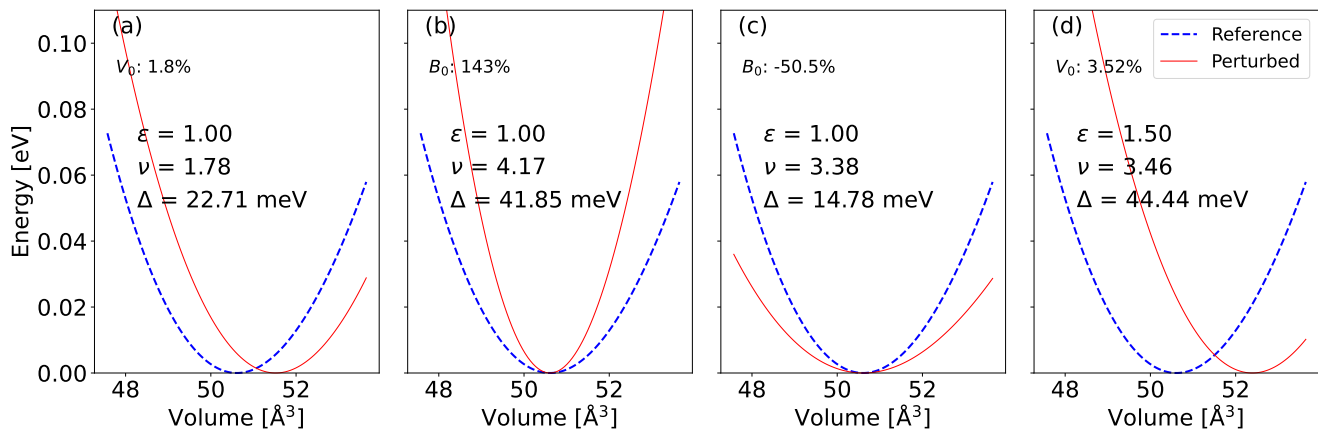 (a)
V₀: 1.8%
ε = 1.00
ν = 1.78
Δ = 22.71 meV
(b)
B₀: 143%
ε = 1.00
ν = 4.17
Δ = 41.85 meV
(c)
B₀: -50.5%
ε = 1.00
ν = 3.38
Δ = 14.78 meV
(d)
V₀: 3.52%
ε = 1.50
ν = 3.46
Δ = 44.44 meV
Reference
Perturbed
Energy [eV]
0.10
0.08
0.06
0.04
0.02
0.00
48 50 52
48 50 52
48 50 52
48 50 52
Volume [Å³]
Volume [Å³]
Volume [Å³]
Volume [Å³]